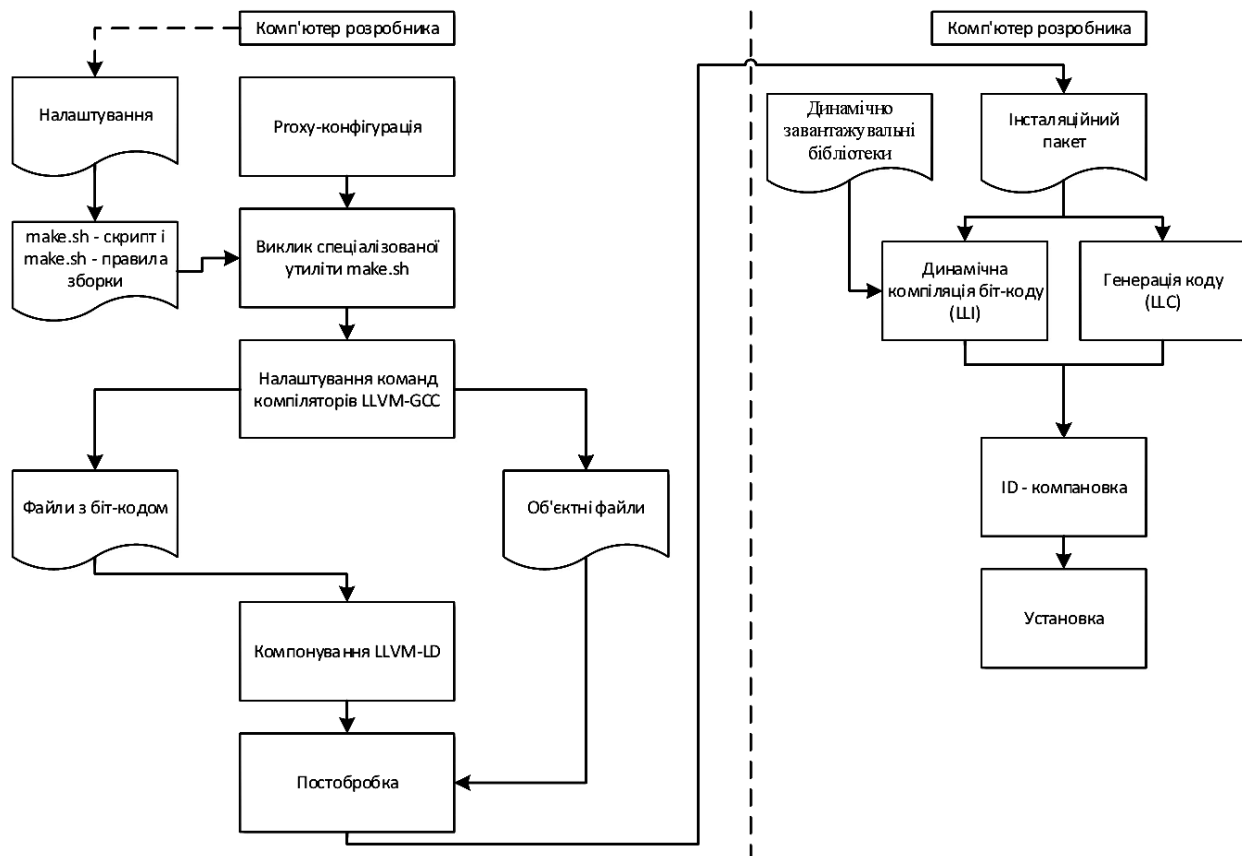 Комп'ютер розробника
Налаштування
Proxy-конфігурація
make.sh - скрипт і
make.sh - правила
зборки
Виклик спеціалізованої
утиліти make.sh
Налаштування команд
компіляторів LLVM-GCC
Файли з біт-кодом
Об'єктні файли
Компонування LLVM-LD
Постобробка
Комп'ютер розробника
Динамічно
завантажувальні
бібліотеки
Інсталяційний
пакет
Динамічна
компіляція біт-коду
(LLI)
Генерація коду
(LLC)
ID - компановка
Установка